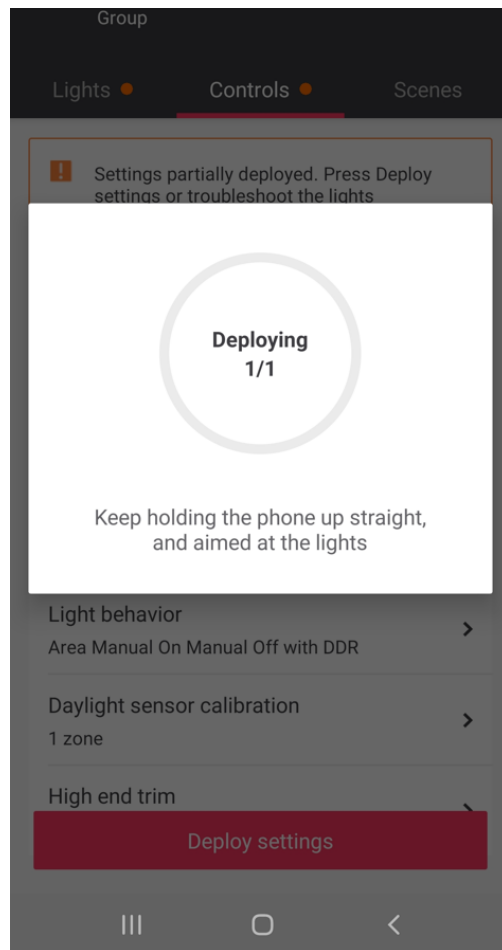 Group
Lights
Controls
Scenes
Settings partially deployed. Press Deploy
settings or troubleshoot the lights
Deploying
1/1
Keep holding the phone up straight,
and aimed at the lights
Light behavior
Area Manual On Manual Off with DDR
Daylight sensor calibration
1 zone
High end trim
Deploy settings